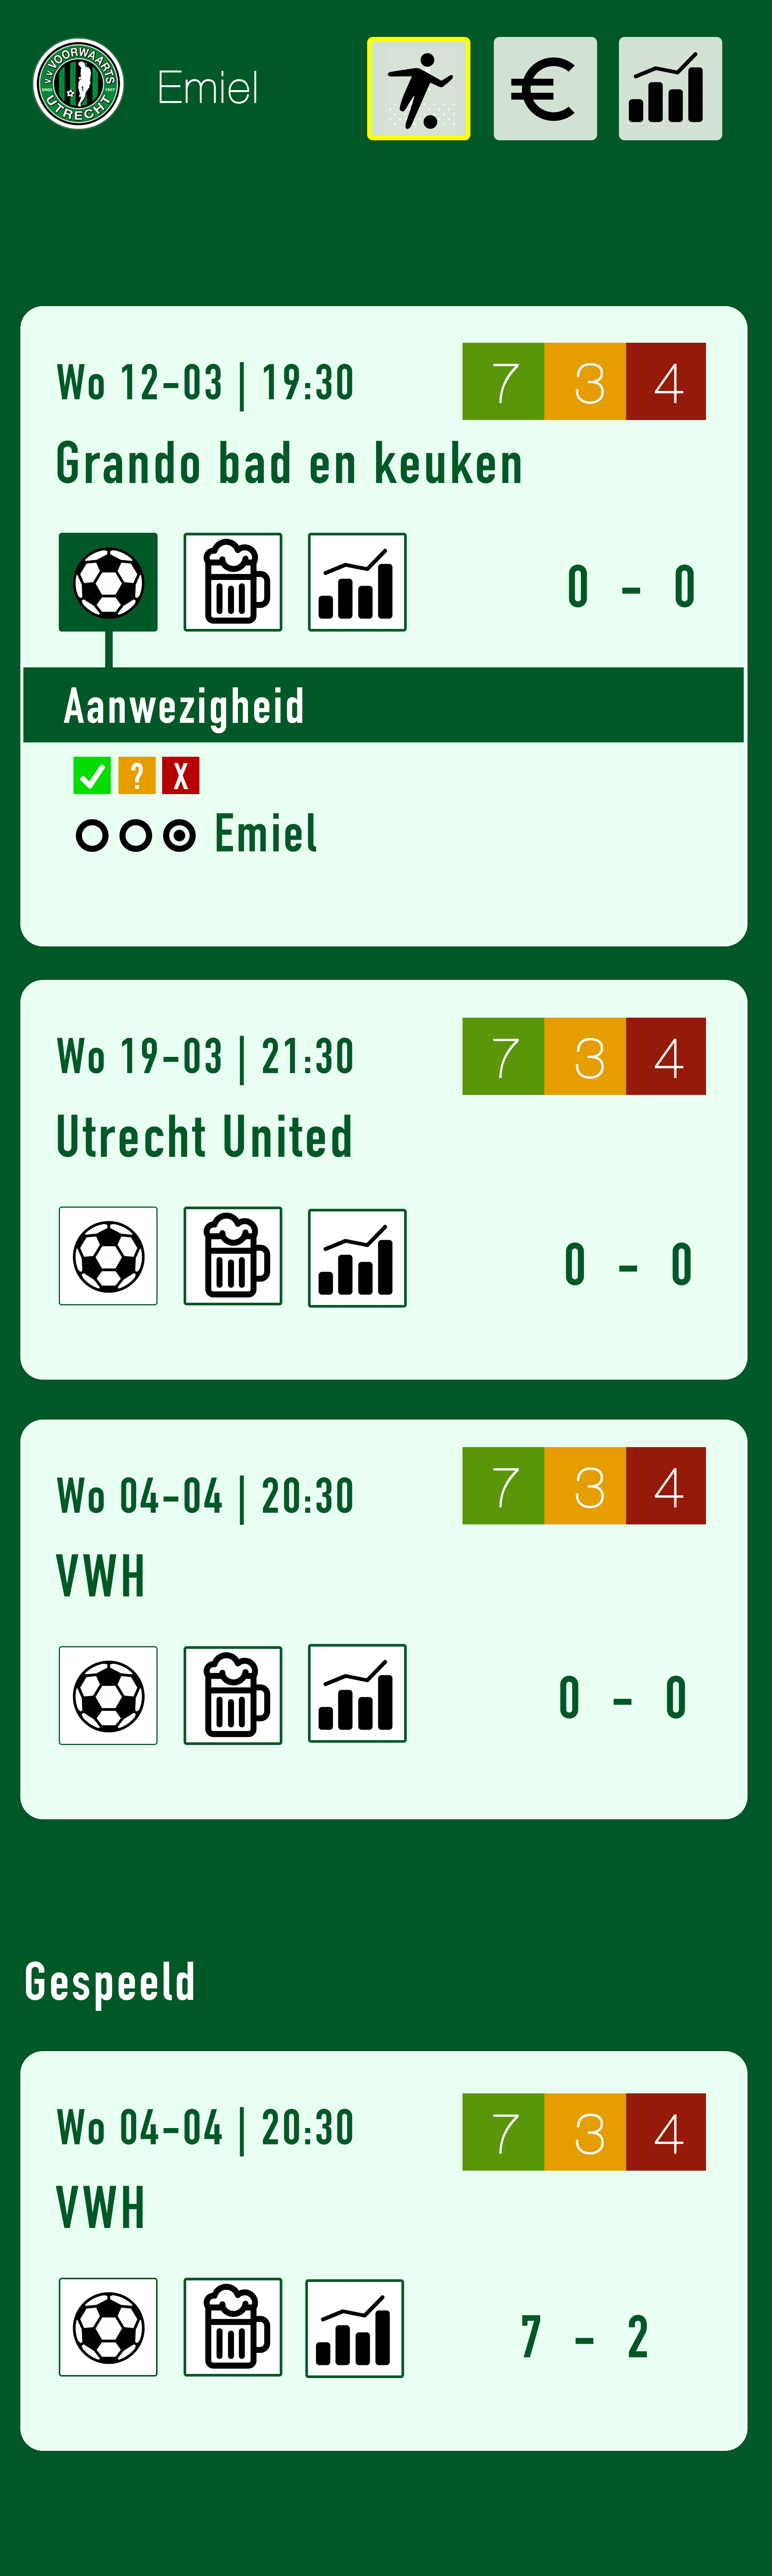 V.V. VOORWAARTS
SINDS 1907
UTRECHT
Emiel
€
Wo 12-03 | 19:30
7 3 4
Grando bad en keuken
0 - 0
Aanwezigheid
? X
Emiel
Wo 19-03 | 21:30
7 3 4
Utrecht United
0 - 0
Wo 04-04 | 20:30
7 3 4
VWH
0 - 0
Gespeeld
Wo 04-04 | 20:30
7 3 4
VWH
7 - 2